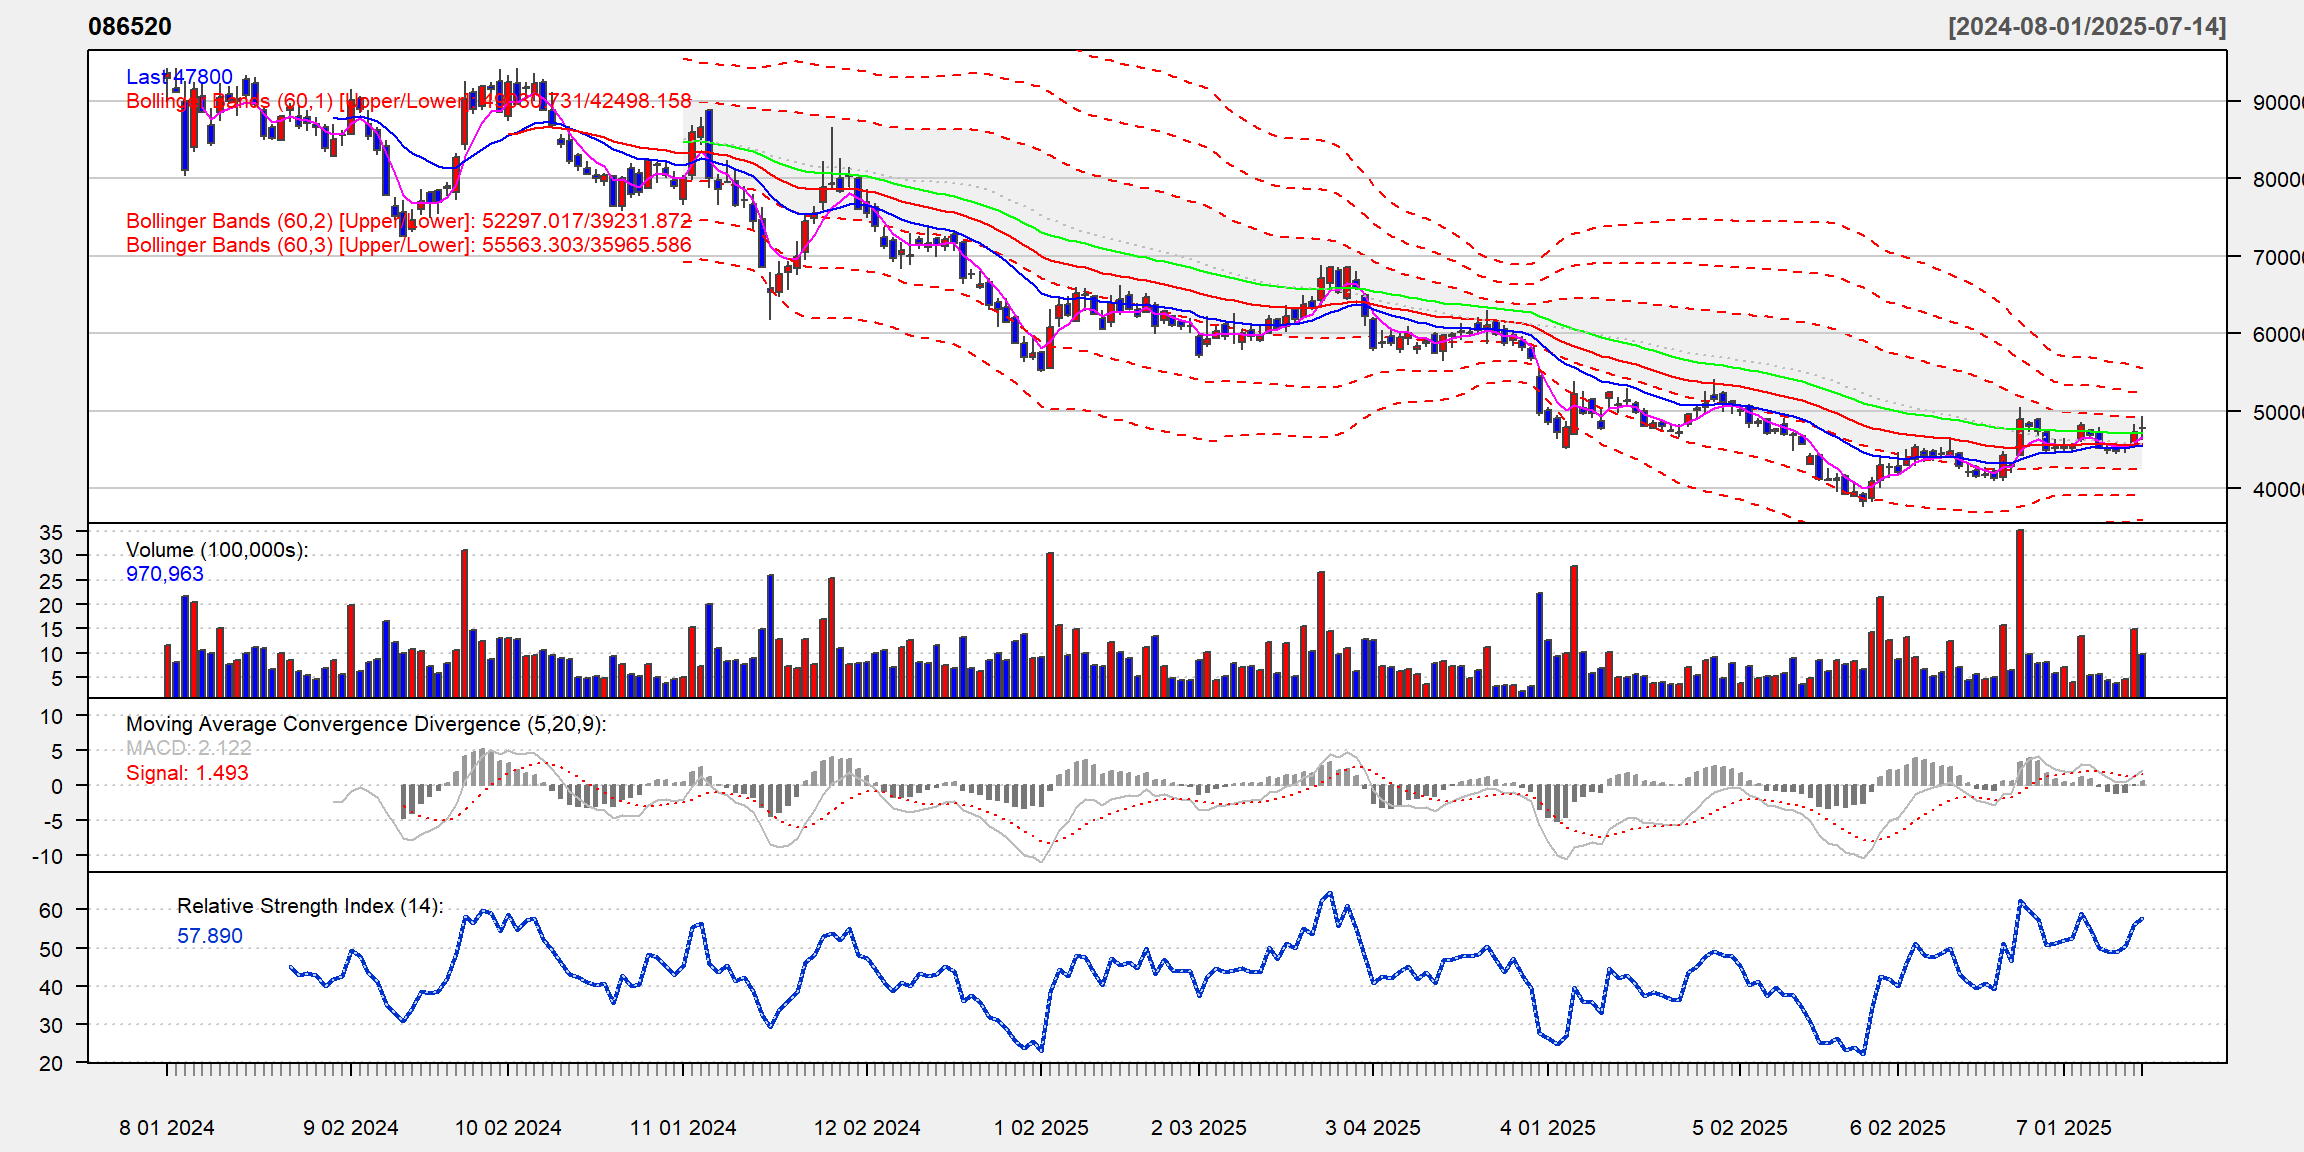 086520
[2024-08-01/2025-07-14]
Last 47800
Bollinger Bands (60,1) [Upper/Lower]: 731/42498.158
Bollinger Bands (60,2) [Upper/Lower]: 52297.017/39231.872
Bollinger Bands (60,3) [Upper/Lower]: 55563.303/35965.586
90000
80000
70000
60000
50000
40000
Volume (100,000s):
970,963
35
30
25
20
15
10
5
Moving Average Convergence Divergence (5,20,9):
MACD: 2.122
Signal: 1.493
10
5
0
-5
-10
Relative Strength Index (14):
57.890
60
50
40
30
20
8 01 2024
9 02 2024
10 02 2024
11 01 2024
12 02 2024
1 02 2025
2 03 2025
3 04 2025
4 01 2025
5 02 2025
6 02 2025
7 01 2025